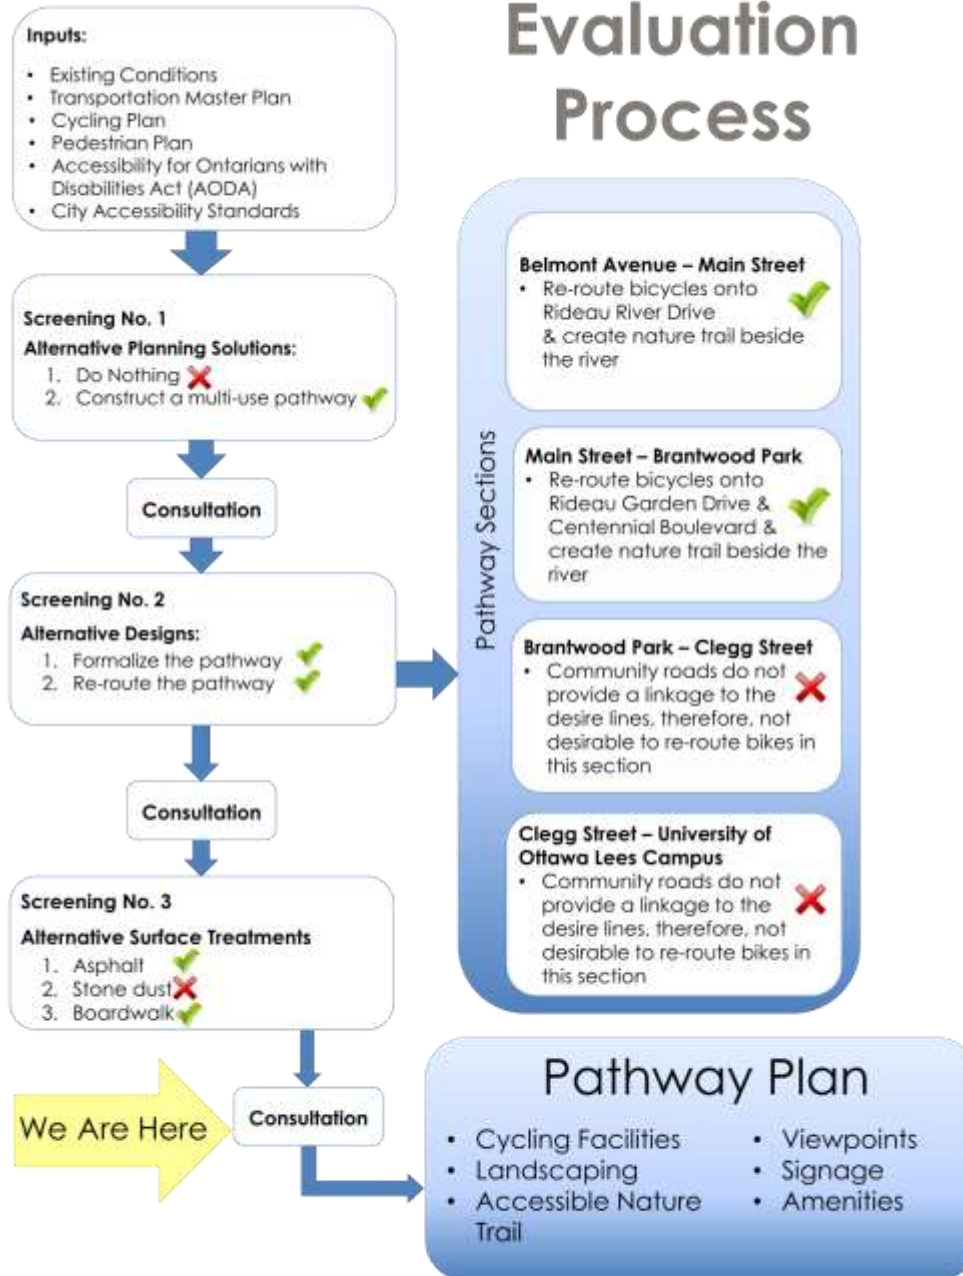 Evaluation
Process
Inputs:
• Existing Conditions
• Transportation Master Plan
• Cycling Plan
• Pedestrian Plan
• Accessibility for Ontarians with
Disabilities Act (AODA)
• City Accessibility Standards
Screening No. 1
Alternative Planning Solutions:
1. Do Nothing
2. Construct a multi-use pathway
Consultation
Screening No. 2
Alternative Designs:
1. Formalize the pathway
2. Re-route the pathway
Consultation
Screening No. 3
Alternative Surface Treatments
1. Asphalt
2. Stone dust
3. Boardwalk
We Are Here
Consultation
Pathway Sections
Belmont Avenue – Main Street
• Re-route bicycles onto
Rideau River Drive
& create nature trail beside
the river
Main Street – Brantwood Park
• Re-route bicycles onto
Rideau Garden Drive &
Centennial Boulevard &
create nature trail beside the
river
Brantwood Park – Clegg Street
• Community roads do not
provide a linkage to the
desire lines, therefore, not
desirable to re-route bikes in
this section
Clegg Street – University of
Ottawa Lees Campus
• Community roads do not
provide a linkage to the
desire lines, therefore, not
desirable to re-route bikes in
this section
Pathway Plan
• Cycling Facilities
• Landscaping
• Accessible Nature
Trail
• Viewpoints
• Signage
• Amenities